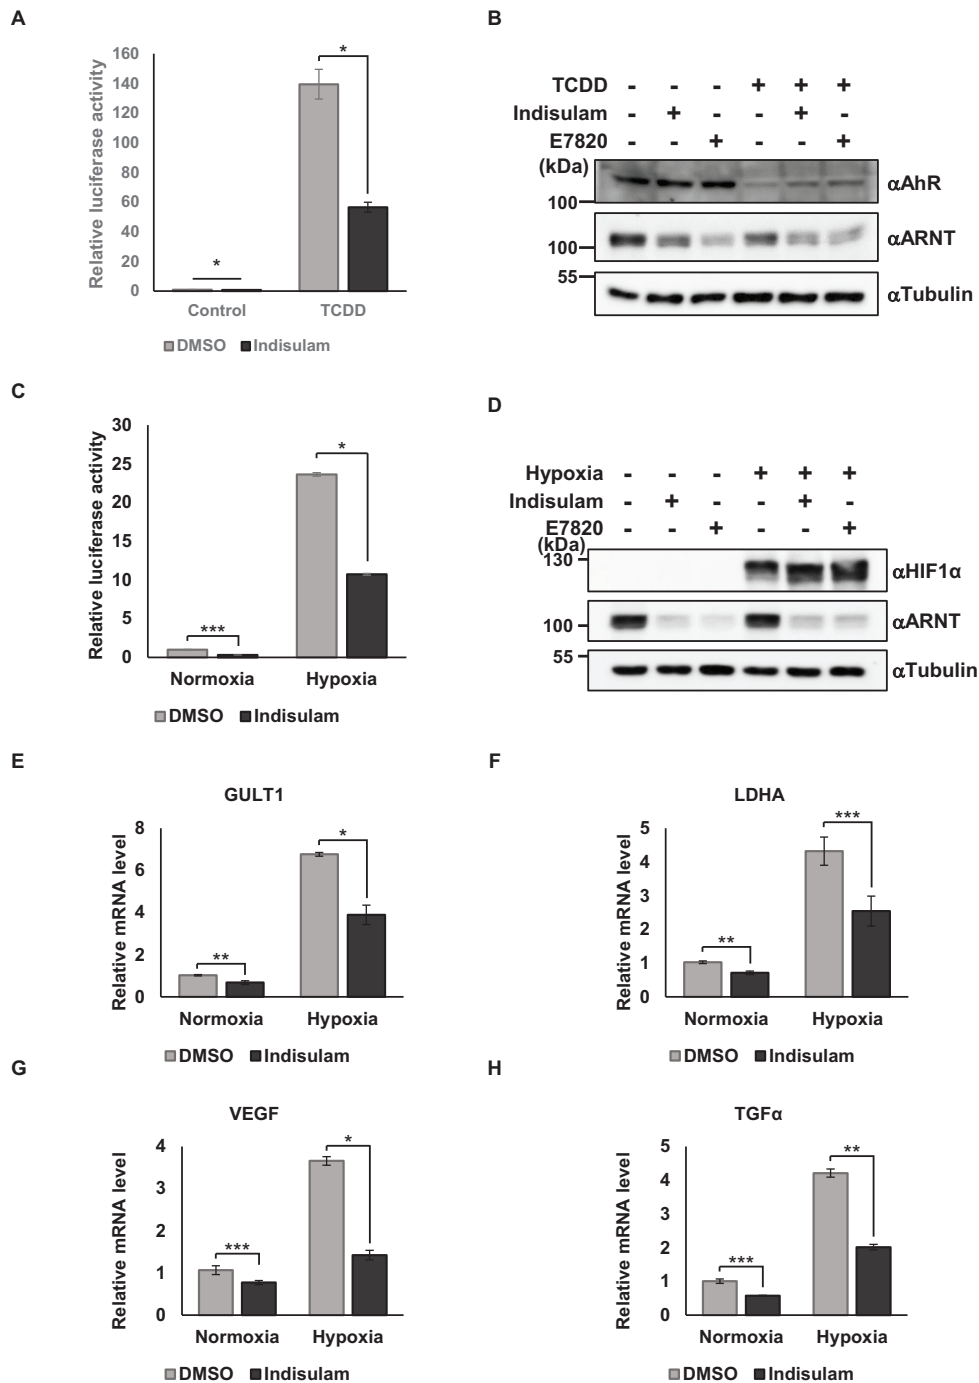 A
Relative luciferase activity
160
140
120
100
80
60
40
20
0
*
*
Control TCDD
DMSO Indisulam
B
TCDD - - - + + +
Indisulam - + - - + -
E7820 - - + - - +
(kDa)
100
αAhR
100
αARNT
55
αTubulin
C
Relative luciferase activity
30
25
20
15
10
5
0
***
*
Normoxia Hypoxia
DMSO Indisulam
D
Hypoxia - - - + + +
Indisulam - + - - + -
E7820 - - + - - +
(kDa)
130
αHIF1α
100
αARNT
55
αTubulin
E
GULT1
Relative mRNA level
8
6
4
2
0
**
*
Normoxia Hypoxia
DMSO Indisulam
F
LDHA
Relative mRNA level
5
4
3
2
1
0
**
***
Normoxia Hypoxia
DMSO Indisulam
G
VEGF
Relative mRNA level
4
3
2
1
0
***
*
Normoxia Hypoxia
DMSO Indisulam
H
TGFα
Relative mRNA level
5
4
3
2
1
0
***
**
Normoxia Hypoxia
DMSO Indisulam